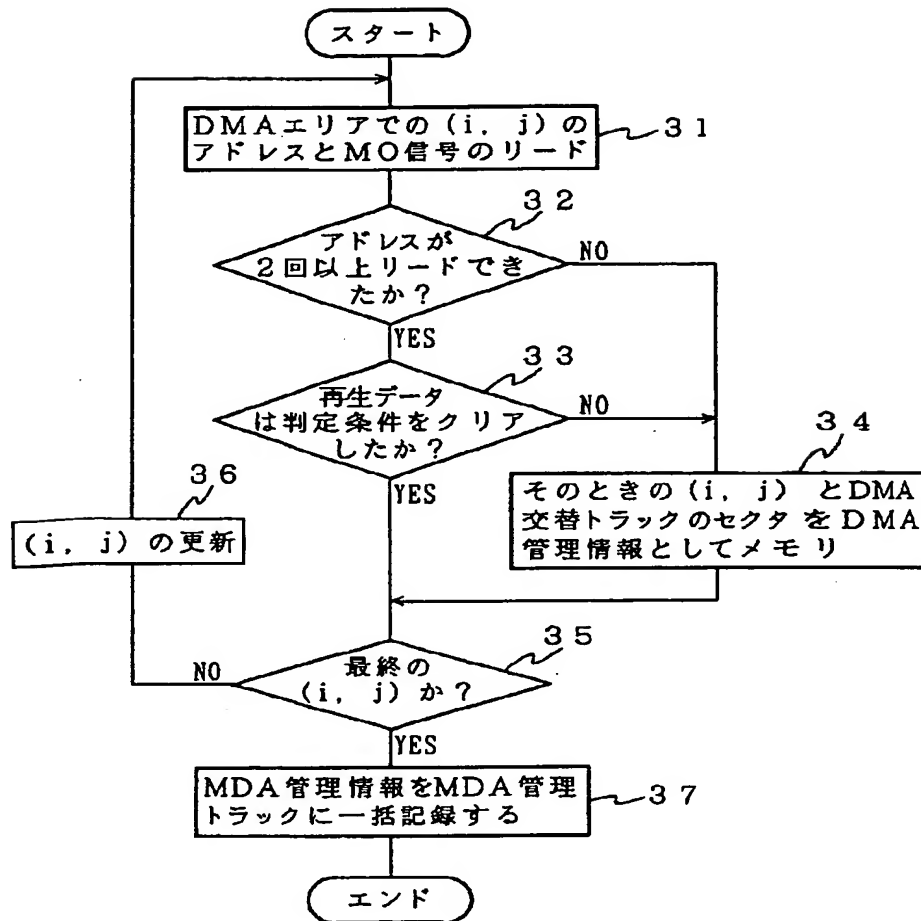 スタート
DMAエリアでの(i, j)の
アドレスとMO信号のリード
31
32
アドレスが
2回以上リードでき
たか?
NO
YES
33
再生データ
は判定条件をクリア
したか?
NO
YES
34
そのときの(i, j)とDMA
交替トラックのセクタをDMA
管理情報としてメモリ
36
(i, j)の更新
35
最終の
(i, j)か?
NO
YES
MDA管理情報をMDA管理
トラックに一括記録する
37
エンド